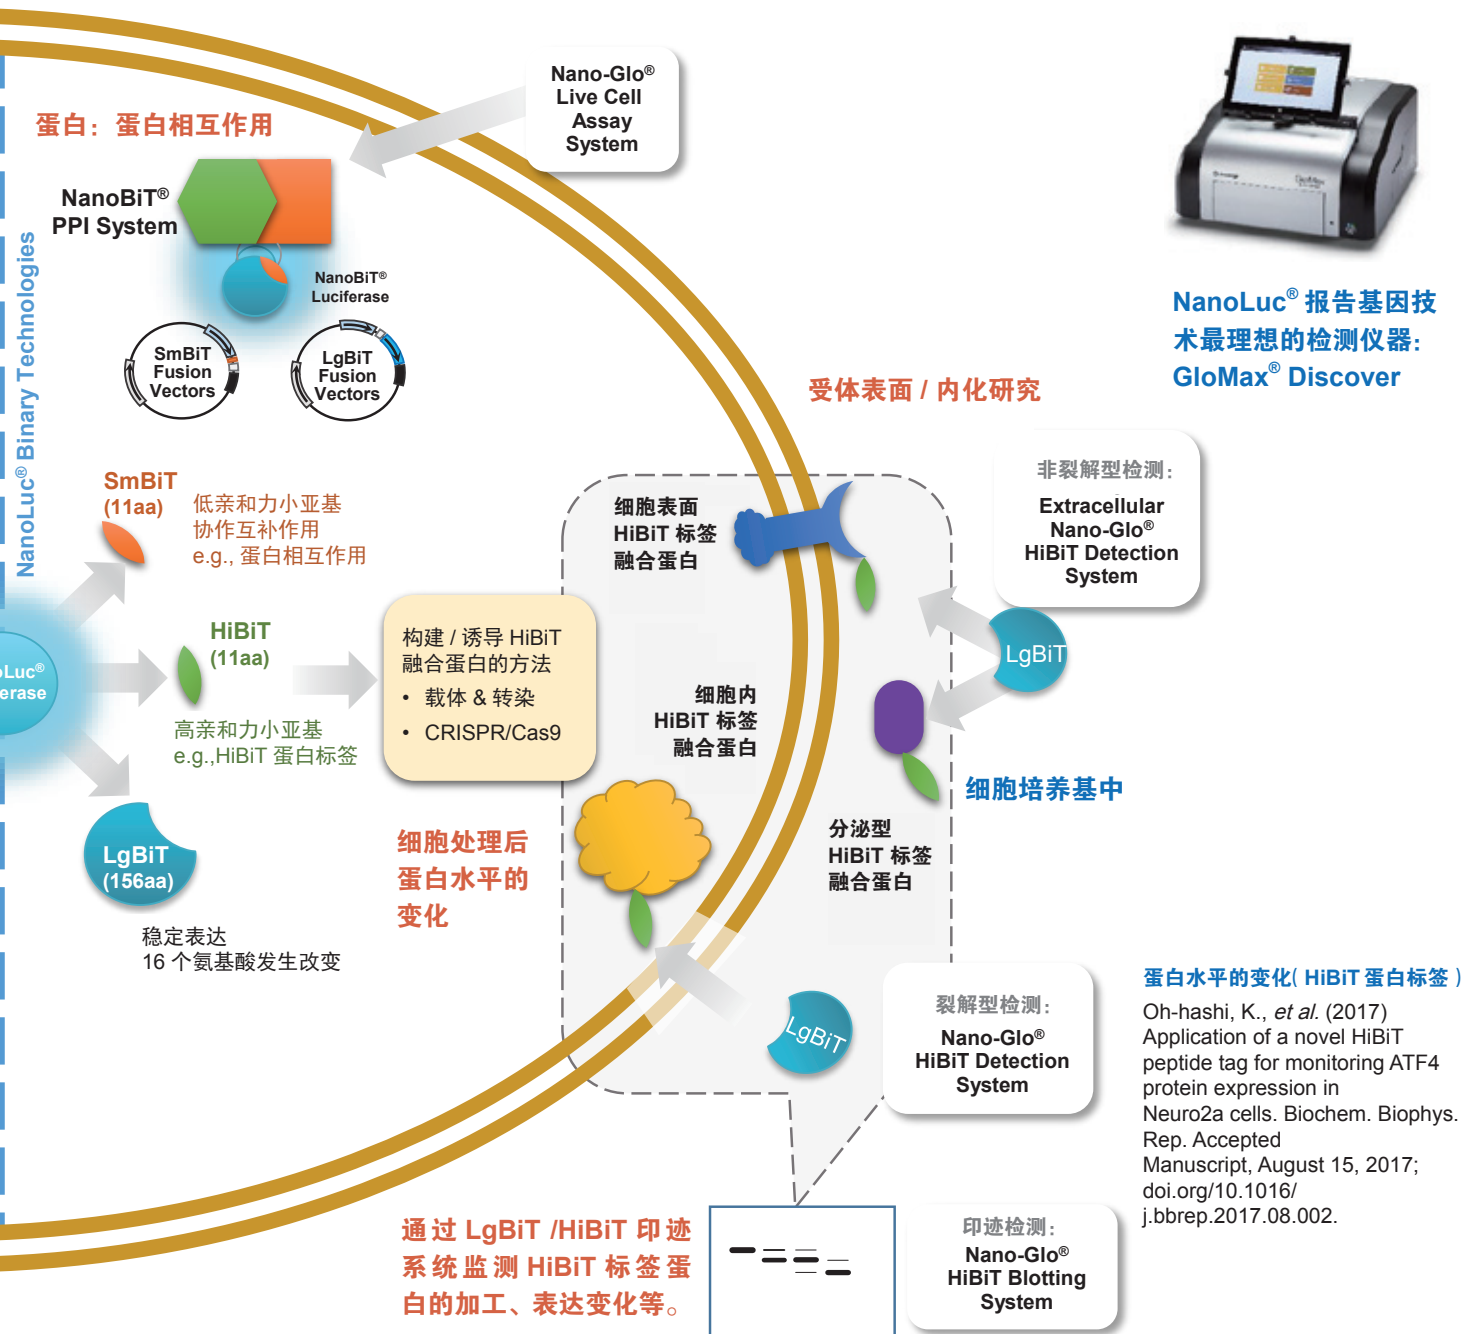 Nano-Glo®
Live Cell
Assay
System
蛋白：蛋白相互作用
NanoBiT®
PPI System
NanoBiT®
Luciferase
SmBiT
Fusion
Vectors
LgBiT
Fusion
Vectors
NanoLuc® Binary Technologies
NanoLuc® 报告基因技
术最理想的检测仪器：
GloMax® Discover
受体表面 / 内化研究
非裂解型检测：
Extracellular
Nano-Glo®
HiBiT Detection
System
SmBiT
(11aa)
低亲和力小亚基
协作互补作用
e.g., 蛋白相互作用
细胞表面
HiBiT 标签
融合蛋白
HiBiT
(11aa)
高亲和力小亚基
e.g.,HiBiT 蛋白标签
oLuc®
erase
构建 / 诱导 HiBiT
融合蛋白的方法
• 载体 & 转染
• CRISPR/Cas9
LgBiT
细胞内
HiBiT 标签
融合蛋白
细胞培养基中
分泌型
HiBiT 标签
融合蛋白
细胞处理后
蛋白水平的
变化
LgBiT
(156aa)
稳定表达
16 个氨基酸发生改变
LgBiT
裂解型检测：
Nano-Glo®
HiBiT Detection
System
蛋白水平的变化( HiBiT 蛋白标签 )
Oh-hashi, K., et al. (2017)
Application of a novel HiBiT
peptide tag for monitoring ATF4
protein expression in
Neuro2a cells. Biochem. Biophys.
Rep. Accepted
Manuscript, August 15, 2017;
doi.org/10.1016/
j.bbrep.2017.08.002.
通过 LgBiT /HiBiT 印迹
系统监测 HiBiT 标签蛋
白的加工、表达变化等。
印迹检测：
Nano-Glo®
HiBiT Blotting
System